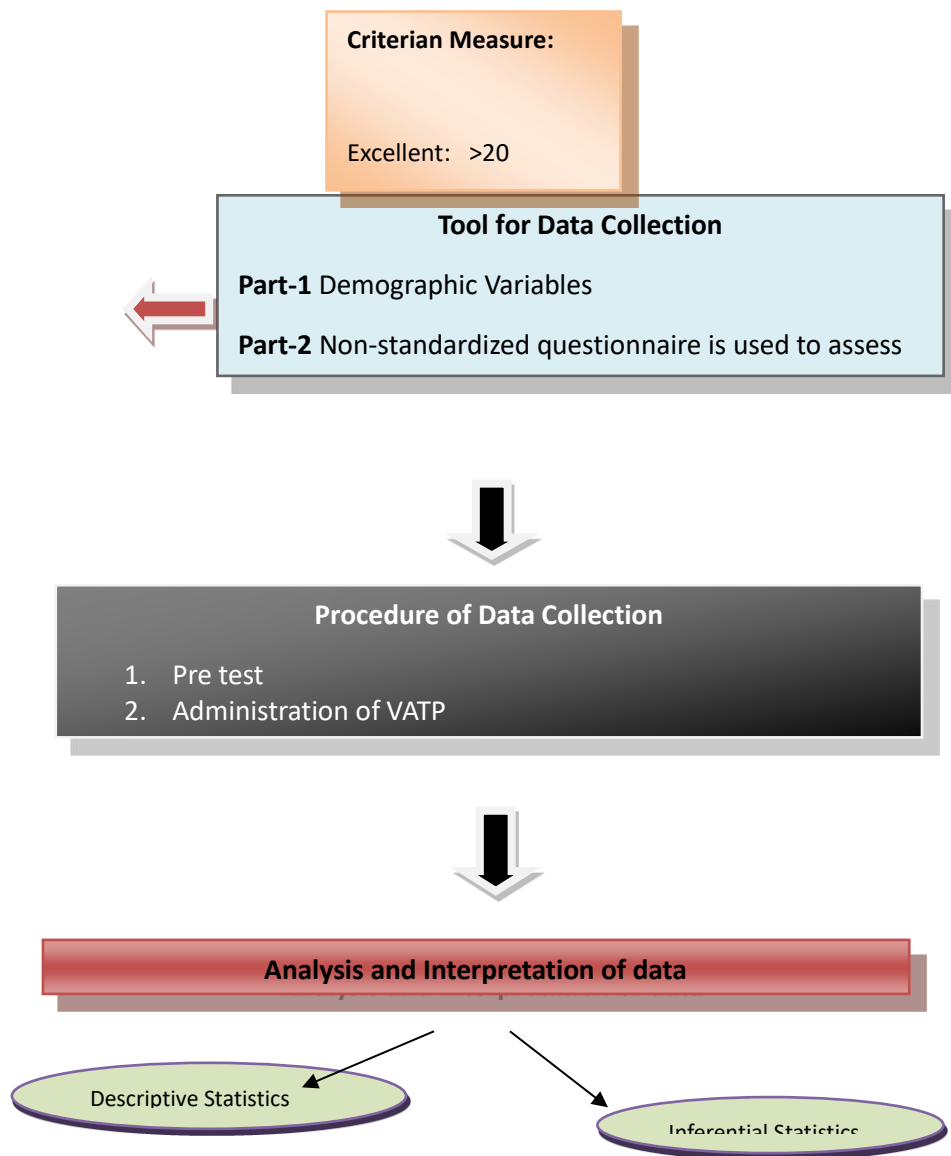 Criterian Measure:
Excellent: >20
Tool for Data Collection
Part-1 Demographic Variables
Part-2 Non-standardized questionnaire is used to assess
Procedure of Data Collection
1. Pre test
2. Administration of VATP
Analysis and Interpretation of data
Descriptive Statistics
Inferential Statistics